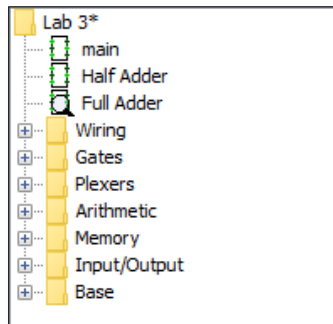 Lab 3*
main
Half Adder
Full Adder
Wiring
Gates
Plexers
Arithmetic
Memory
Input/Output
Base